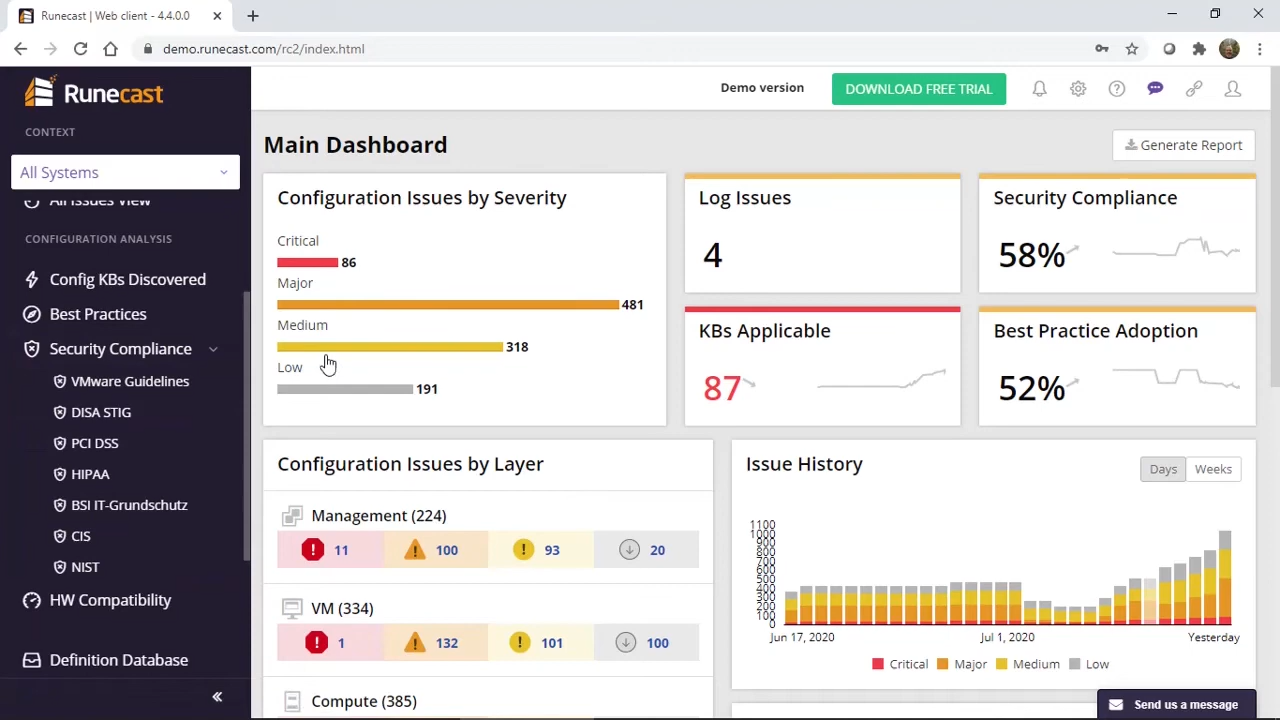 Runecast | Web client - 4.4.0.0
demo.runecast.com/rc2/index.html
Runecast
CONTEXT
All Systems
All Issues View
CONFIGURATION ANALYSIS
Config KBs Discovered
Best Practices
Security Compliance
VMware Guidelines
DISA STIG
PCI DSS
HIPAA
BSI IT-Grundschutz
CIS
NIST
HW Compatibility
Definition Database
Demo version
DOWNLOAD FREE TRIAL
Main Dashboard
Generate Report
Configuration Issues by Severity
Critical
86
Major
481
Medium
318
Low
191
Log Issues
4
Security Compliance
58%
KBs Applicable
87
Best Practice Adoption
52%
Configuration Issues by Layer
Management (224)
11 100 93 20
VM (334)
1 132 101 100
Compute (385)
Issue History
Days Weeks
1100
1000
900
800
700
600
500
400
300
200
100
0
Jun 17, 2020 Jul 1, 2020 Yesterday
Critical Major Medium Low
Send us a message